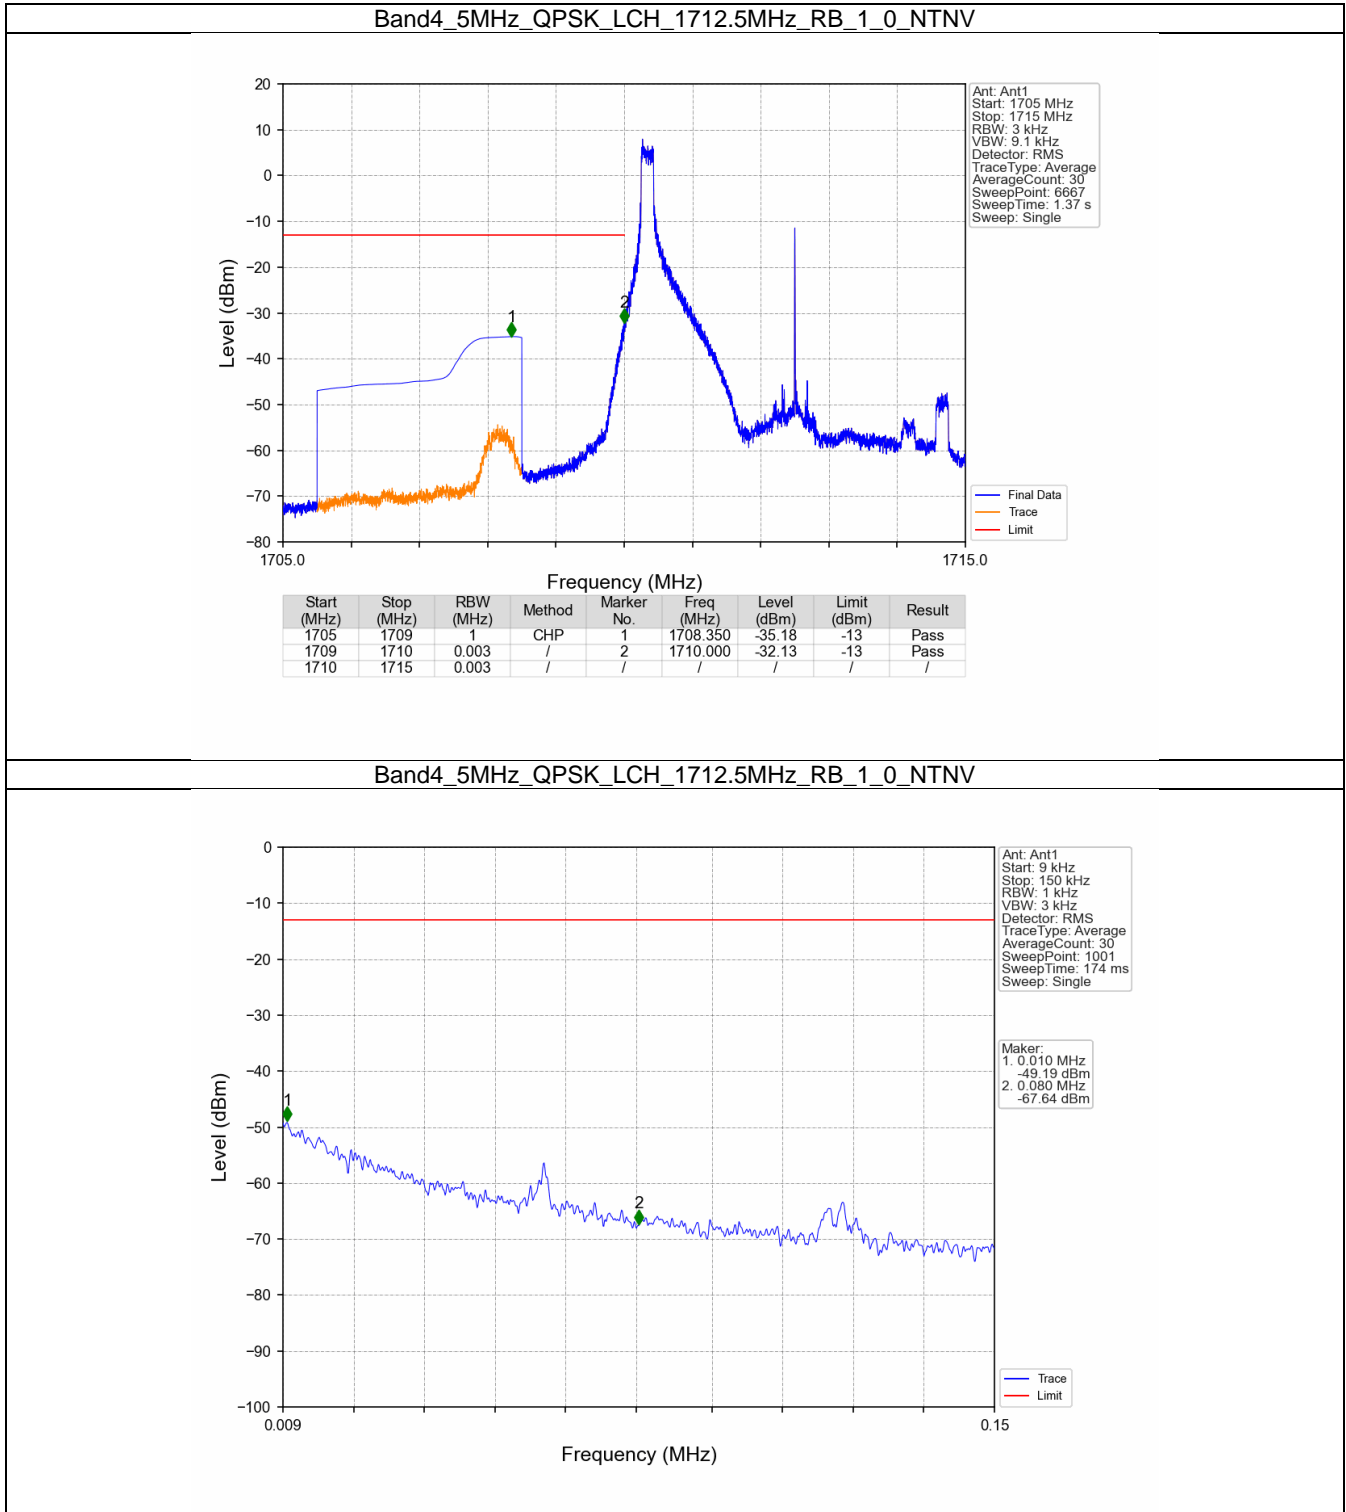 Band4_5MHz_QPSK_LCH_1712.5MHz_RB_1_0_NTNV
20
10
0
−10
−20
−30
−40
−50
−60
−70
−80
Level (dBm)
1
2
1705.0
1715.0
Frequency (MHz)
Ant: Ant1
Start: 1705 MHz
Stop: 1715 MHz
RBW: 3 kHz
VBW: 9.1 kHz
Detector: RMS
TraceType: Average
AverageCount: 30
SweepPoint: 6667
SweepTime: 1.37 s
Sweep: Single
Final Data
Trace
Limit
Start (MHz) Stop (MHz) RBW (MHz) Method Marker No. Freq (MHz) Level (dBm) Limit (dBm) Result
1705 1709 1 CHP 1 1708.350 -35.18 -13 Pass
1709 1710 0.003 / 2 1710.000 -32.13 -13 Pass
1710 1715 0.003 / / / / / /
Band4_5MHz_QPSK_LCH_1712.5MHz_RB_1_0_NTNV
0
−10
−20
−30
−40
−50
−60
−70
−80
−90
−100
Level (dBm)
1
2
0.009
0.15
Frequency (MHz)
Ant: Ant1
Start: 9 kHz
Stop: 150 kHz
RBW: 1 kHz
VBW: 3 kHz
Detector: RMS
TraceType: Average
AverageCount: 30
SweepPoint: 1001
SweepTime: 174 ms
Sweep: Single
Maker:
1. 0.010 MHz
-49.19 dBm
2. 0.080 MHz
-67.64 dBm
Trace
Limit